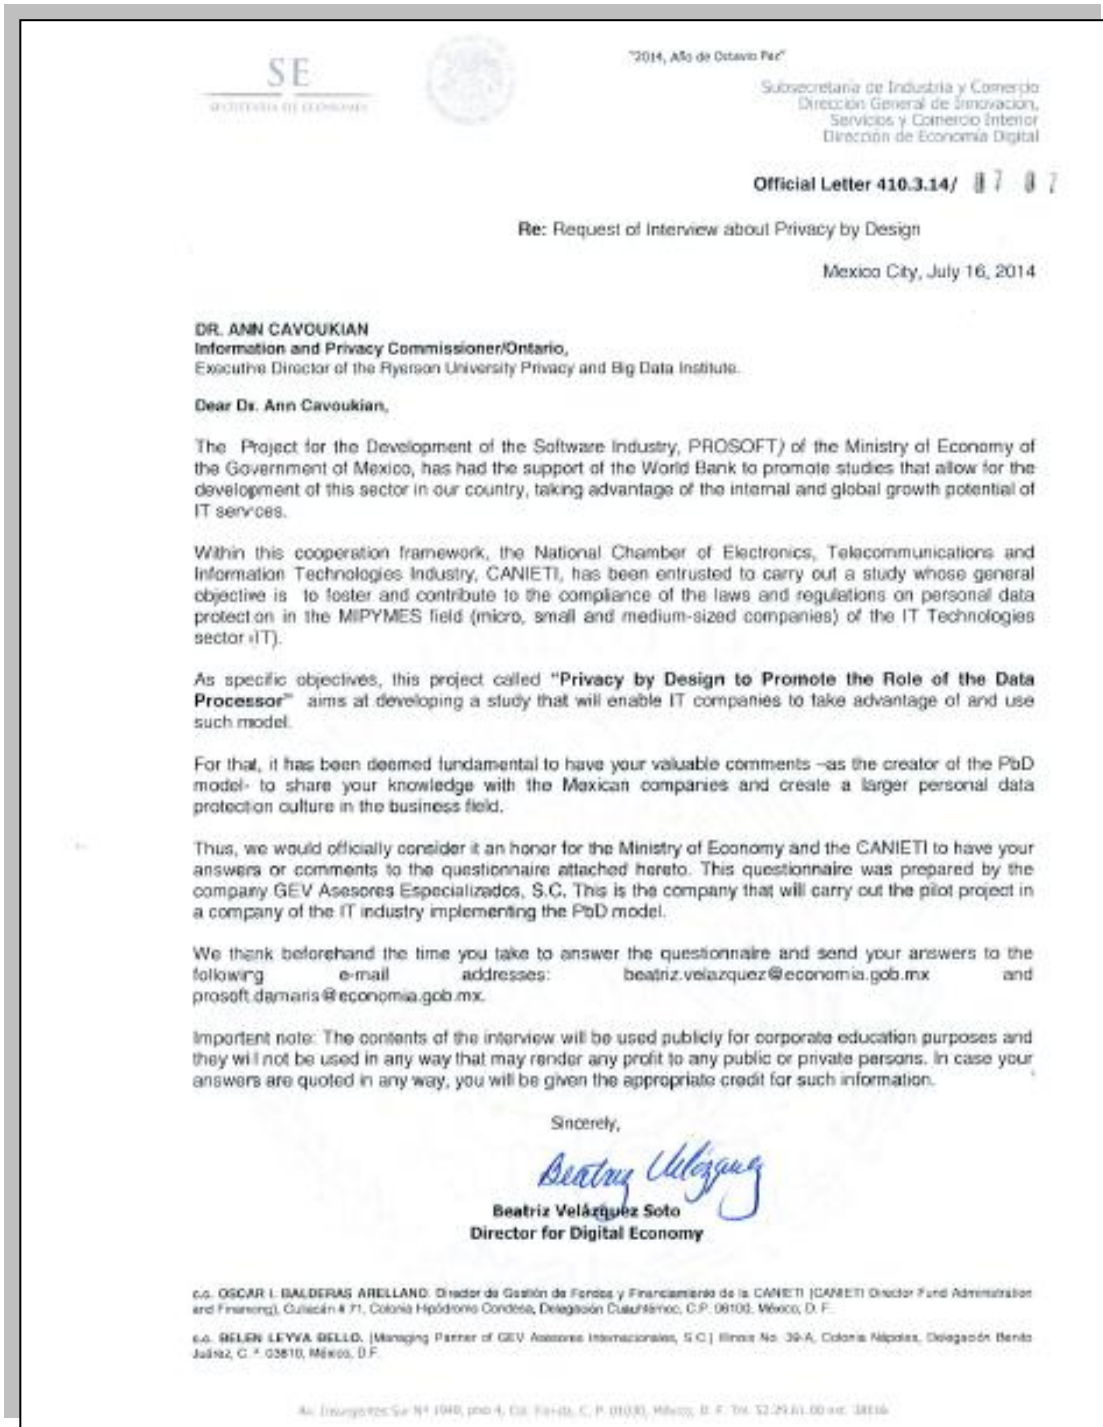 "2014, Año de Octavio Paz"
SE
SECRETARÍA DE ECONOMÍA
Subsecretaría de Industria y Comercio
Dirección General de Innovación,
Servicios y Comercio Interior
Dirección de Economía Digital
Official Letter 410.3.14/ 07 07
Re: Request of Interview about Privacy by Design
Mexico City, July 16, 2014
DR. ANN CAVOUKIAN
Information and Privacy Commissioner/Ontario,
Executive Director of the Ryerson University Privacy and Big Data Institute.
Dear Dr. Ann Cavoukian,
The Project for the Development of the Software Industry, PROSOFT) of the Ministry of Economy of
the Government of Mexico, has had the support of the World Bank to promote studies that allow for the
development of this sector in our country, taking advantage of the internal and global growth potential of
IT services.
Within this cooperation framework, the National Chamber of Electronics, Telecommunications and
Information Technologies Industry, CANIETI, has been entrusted to carry out a study whose general
objective is to foster and contribute to the compliance of the laws and regulations on personal data
protection in the MIPYMES field (micro, small and medium-sized companies) of the IT Technologies
sector (IT).
As specific objectives, this project called "Privacy by Design to Promote the Role of the Data
Processor" aims at developing a study that will enable IT companies to take advantage of and use
such model.
For that, it has been deemed fundamental to have your valuable comments –as the creator of the PbD
model- to share your knowledge with the Mexican companies and create a larger personal data
protection culture in the business field.
Thus, we would officially consider it an honor for the Ministry of Economy and the CANIETI to have your
answers or comments to the questionnaire attached hereto. This questionnaire was prepared by the
company GEV Asesores Especializados, S.C. This is the company that will carry out the pilot project in
a company of the IT industry implementing the PbD model.
We thank beforehand the time you take to answer the questionnaire and send your answers to the
following e-mail addresses: beatriz.velazquez@economia.gob.mx and
prosoft.damaris@economia.gob.mx.
Important note: The contents of the interview will be used publicly for corporate education purposes and
they will not be used in any way that may render any profit to any public or private persons. In case your
answers are quoted in any way, you will be given the appropriate credit for such information.
Sincerely,
Beatriz Velázquez
Beatriz Velázquez Soto
Director for Digital Economy
c.c. OSCAR I. BALDERAS ARELLANO. Director de Gestión de Fondos y Financiamiento de la CANIETI (CANIETI Director Fund Administration
and Financing), Culiacán # 71, Colonia Hipódromo Condesa, Delegación Cuauhtémoc, C.P. 06100, México, D. F.
c.c. BELEN LEYVA BELLO. (Managing Partner of GEV Asesores Internacionales, S.C.) Illinois No. 39-A, Colonia Nápoles, Delegación Benito
Juárez, C. P. 03810, México, D.F.
Av. Insurgentes Sur Nº 1940, piso 4, Col. Florida, C. P. 01030, México, D. F. Tel. 52.29.61.00 ext.